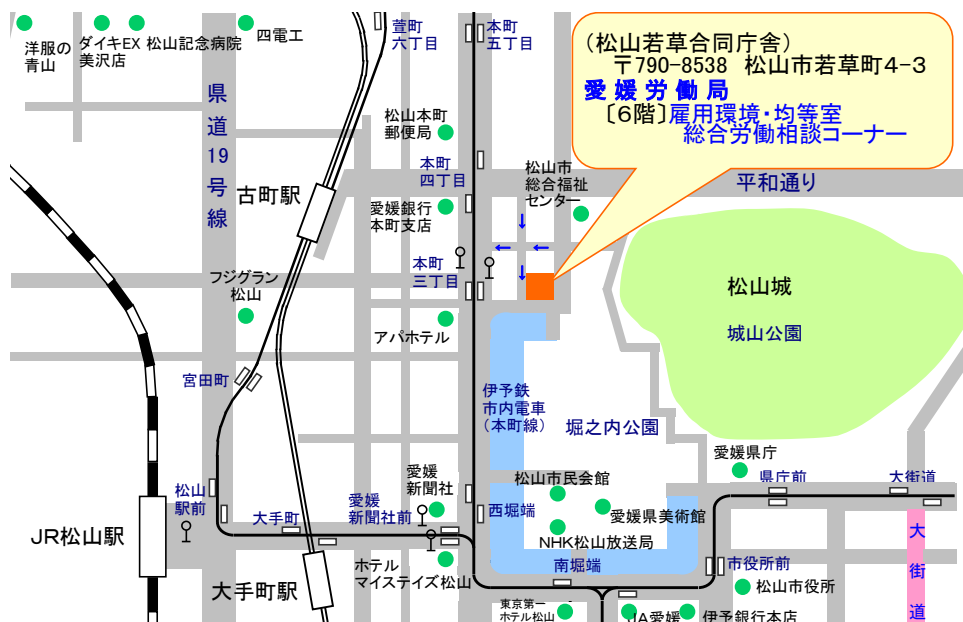 洋服の
青山
ダイキEX
美沢店
松山記念病院
四電工
萱町
六丁目
本町
五丁目
(松山若草合同庁舎)
〒790-8538 松山市若草町4-3
愛媛労働局
〔6階〕雇用環境・均等室
総合労働相談コーナー
県道19号線
松山本町
郵便局
本町
四丁目
松山市
総合福祉
センター
平和通り
古町駅
愛媛銀行
本町支店
↓
←
←
↓
本町
三丁目
フジグラン
松山
松山城
城山公園
アパホテル
宮田町
伊予鉄
市内電車
(本町線)
堀之内公園
愛媛県庁
県庁前
大街道
愛媛
新聞社
松山市民会館
松山
駅前
愛媛
新聞社前
大手町
西堀端
愛媛県美術館
JR松山駅
NHK松山放送局
大街道
ホテル
マイステイズ松山
南堀端
市役所前
大手町駅
松山市役所
東京第一
ホテル松山
JA愛媛
伊予銀行本店